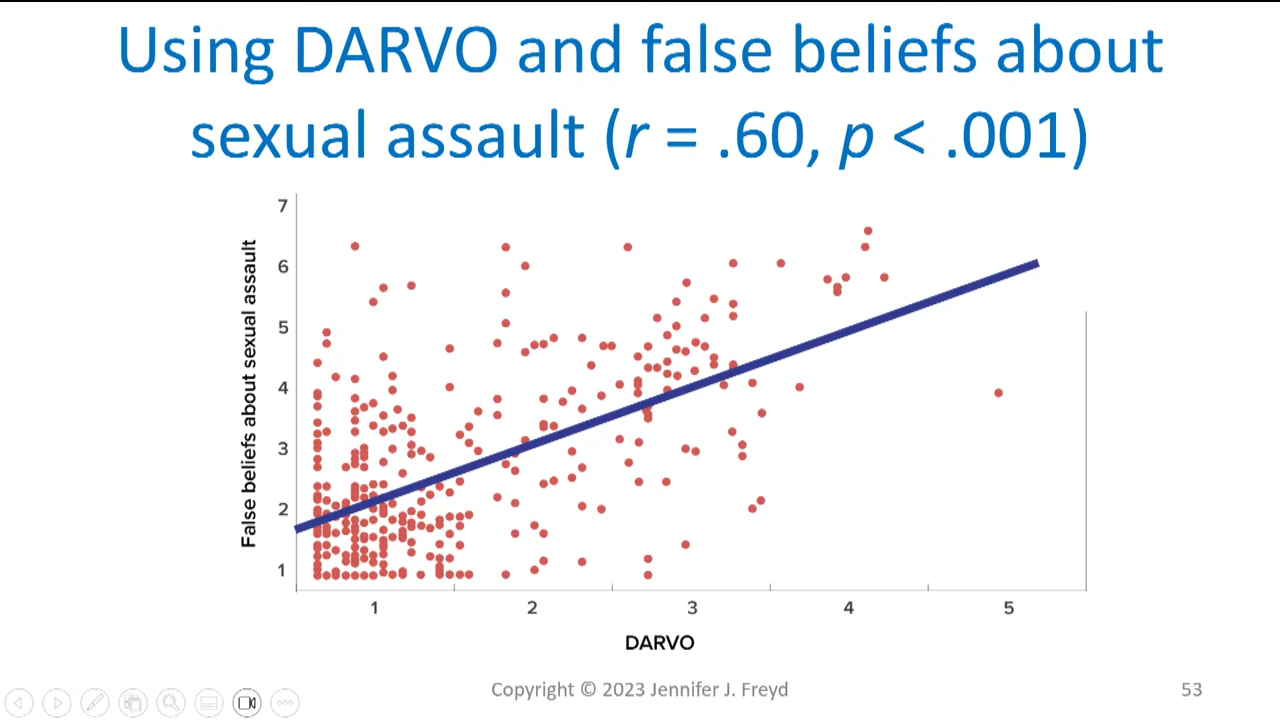 Using DARVO and false beliefs about
sexual assault (r = .60, p < .001)
7
6
5
4
3
2
1
False beliefs about sexual assault
1 2 3 4 5
DARVO
Copyright © 2023 Jennifer J. Freyd
53